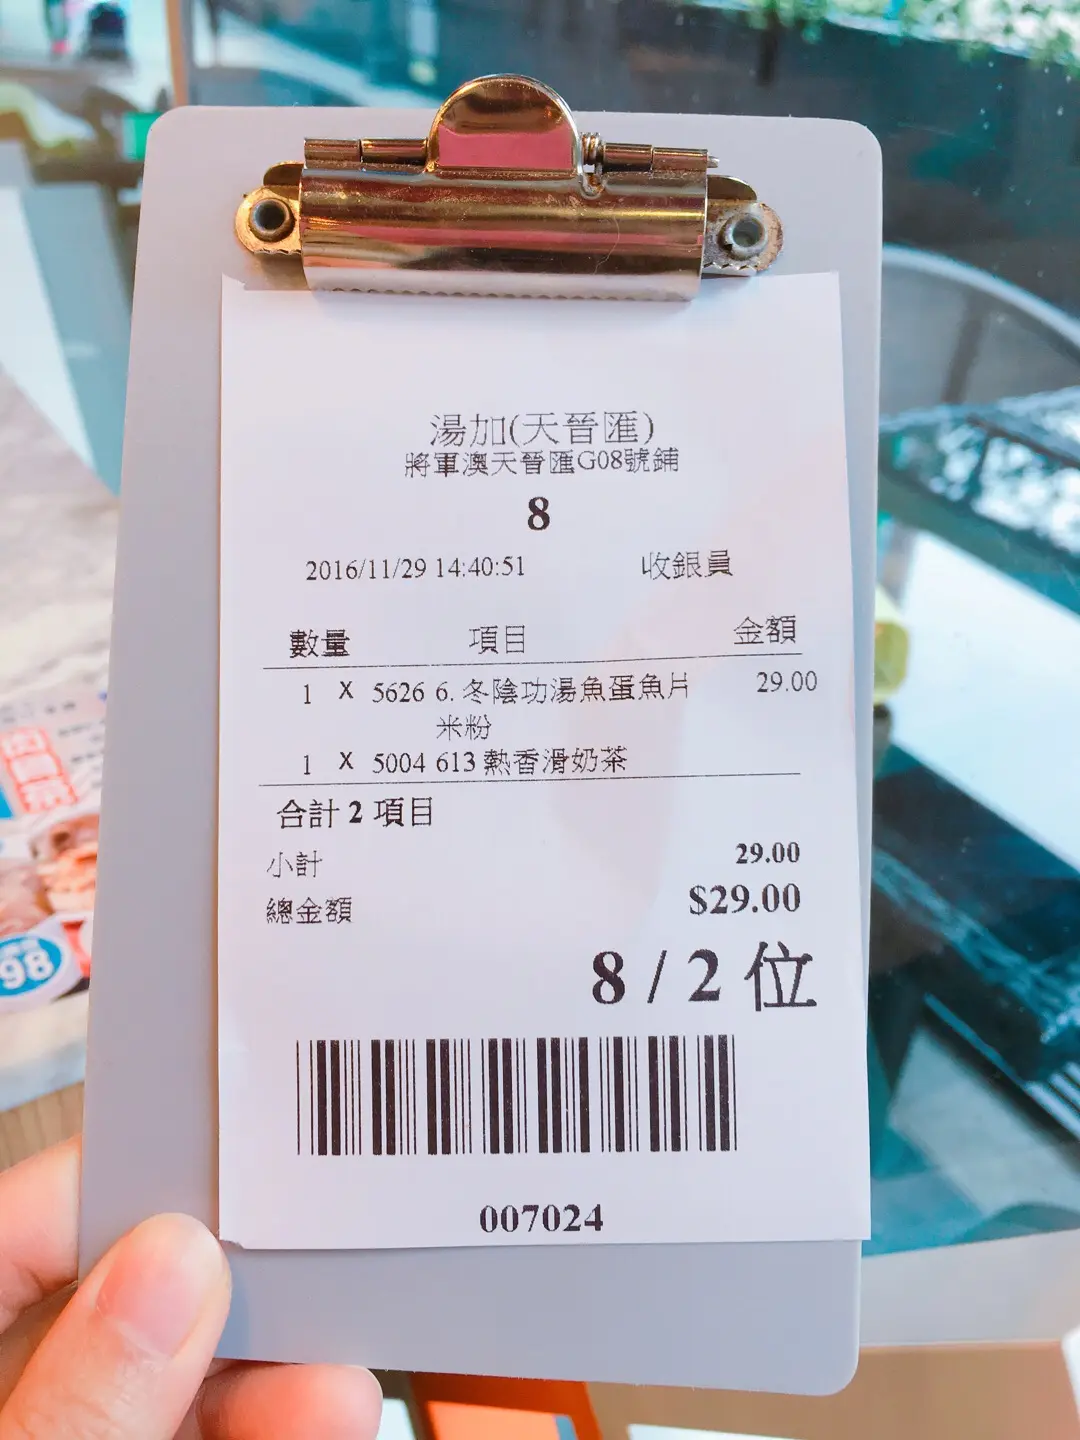 湯加(天晉匯)
將軍澳天晉匯G08號鋪
8
2016/11/29 14:40:51 收銀員
數量 項目 金額
1 X 5626 6. 冬陰功湯魚蛋魚片 29.00
米粉
1 X 5004 613 熱香滑奶茶
合計 2 項目
小計 29.00
總金額 $29.00
8 / 2 位
007024
98